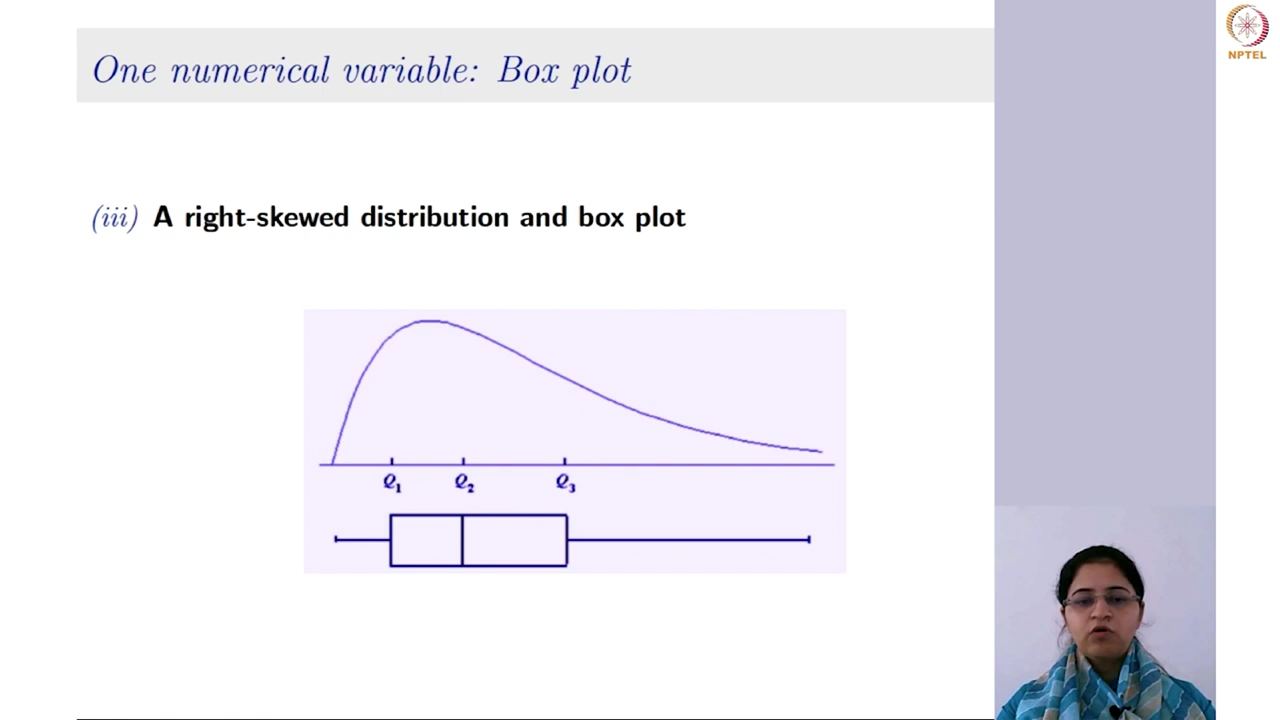 One numerical variable: Box plot
NPTEL
(iii) A right-skewed distribution and box plot
Q1 Q2 Q3